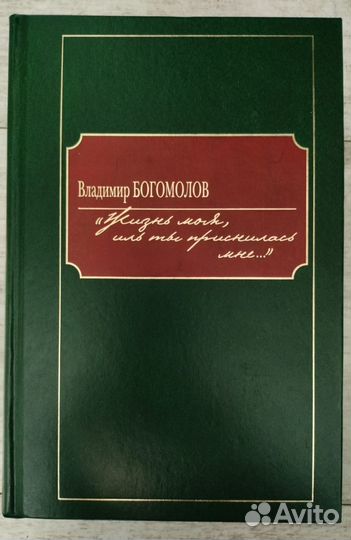 Владимир БОГОМОЛОВ
«Жизнь моя,
иль ты приснилась
мне...»
Avito